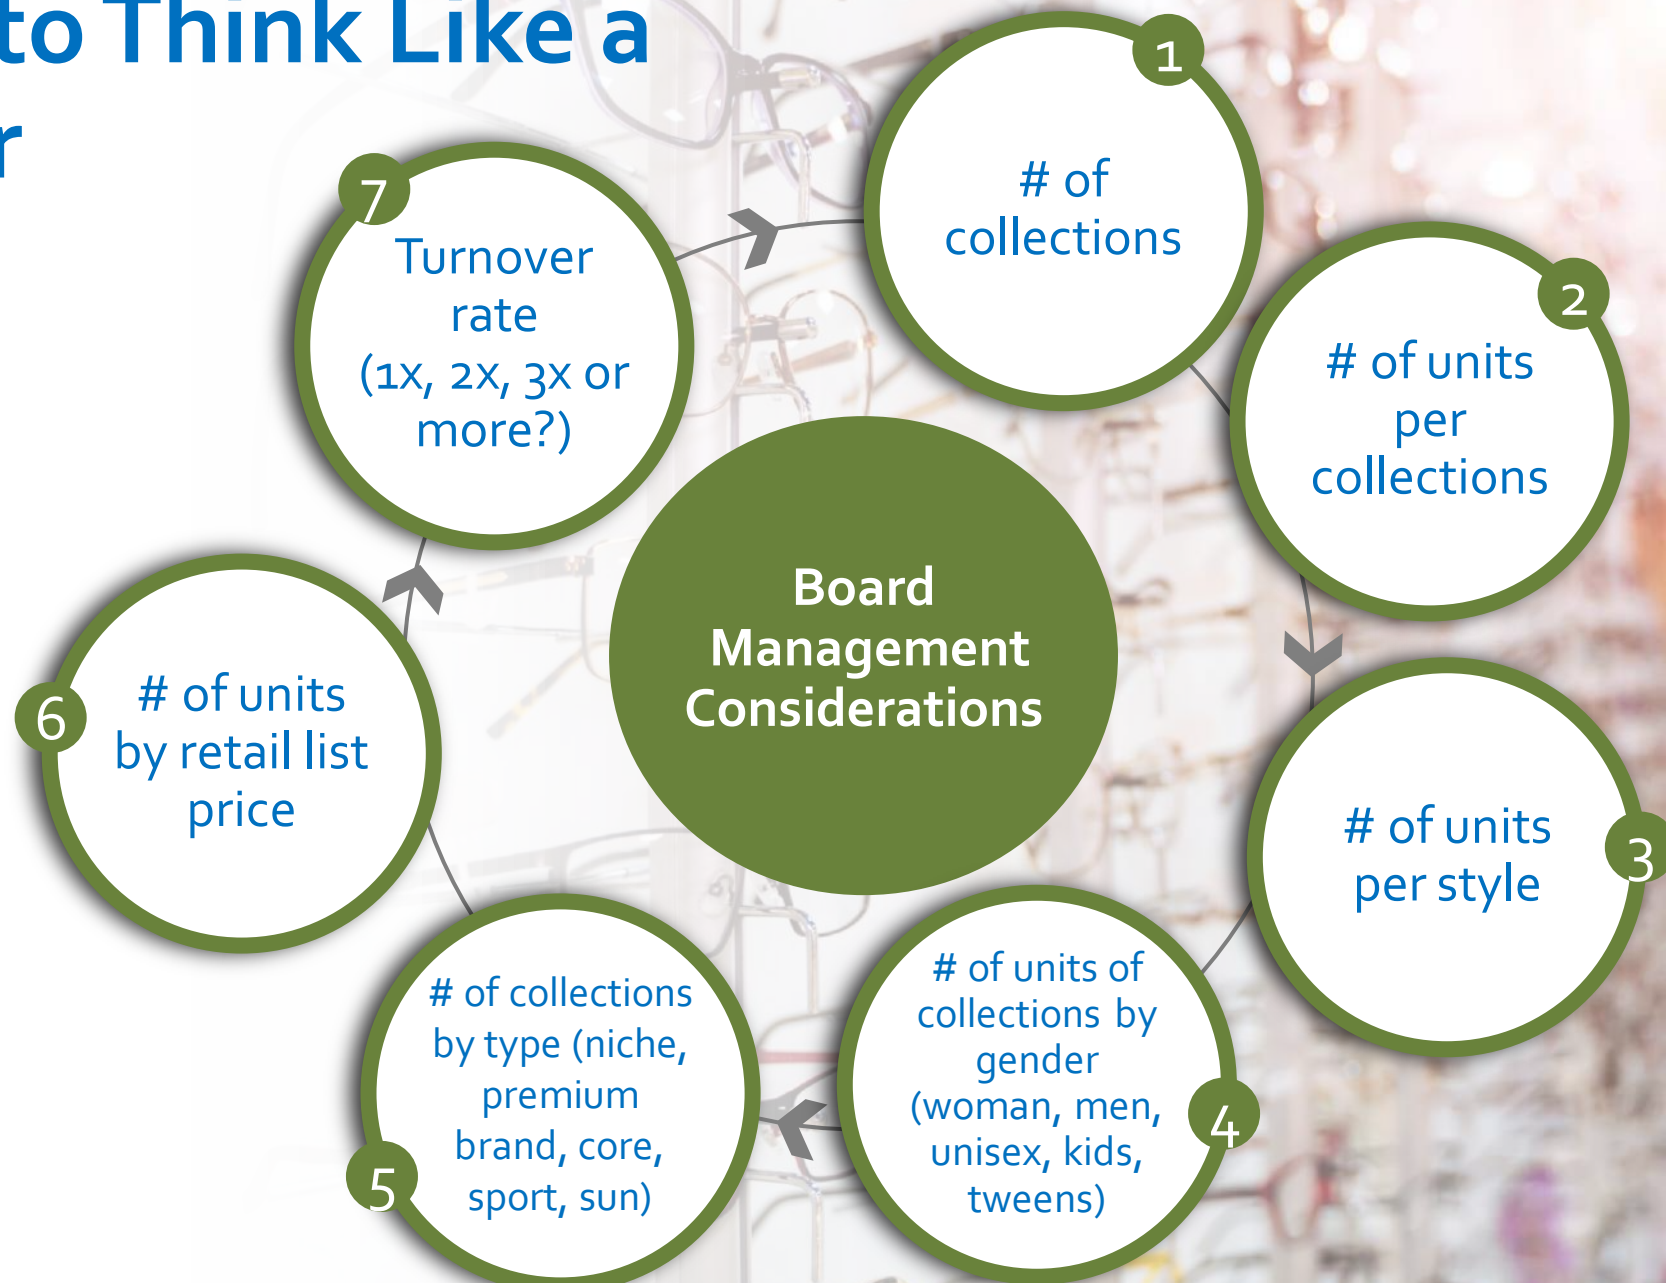 to Think Like a
r
1
# of
collections
2
# of units
per
collections
3
# of units
per style
4
# of units of
collections by
gender
(woman, men,
unisex, kids,
tweens)
5
# of collections
by type (niche,
premium
brand, core,
sport, sun)
6
# of units
by retail list
price
7
Turnover
rate
(1x, 2x, 3x or
more?)
Board
Management
Considerations